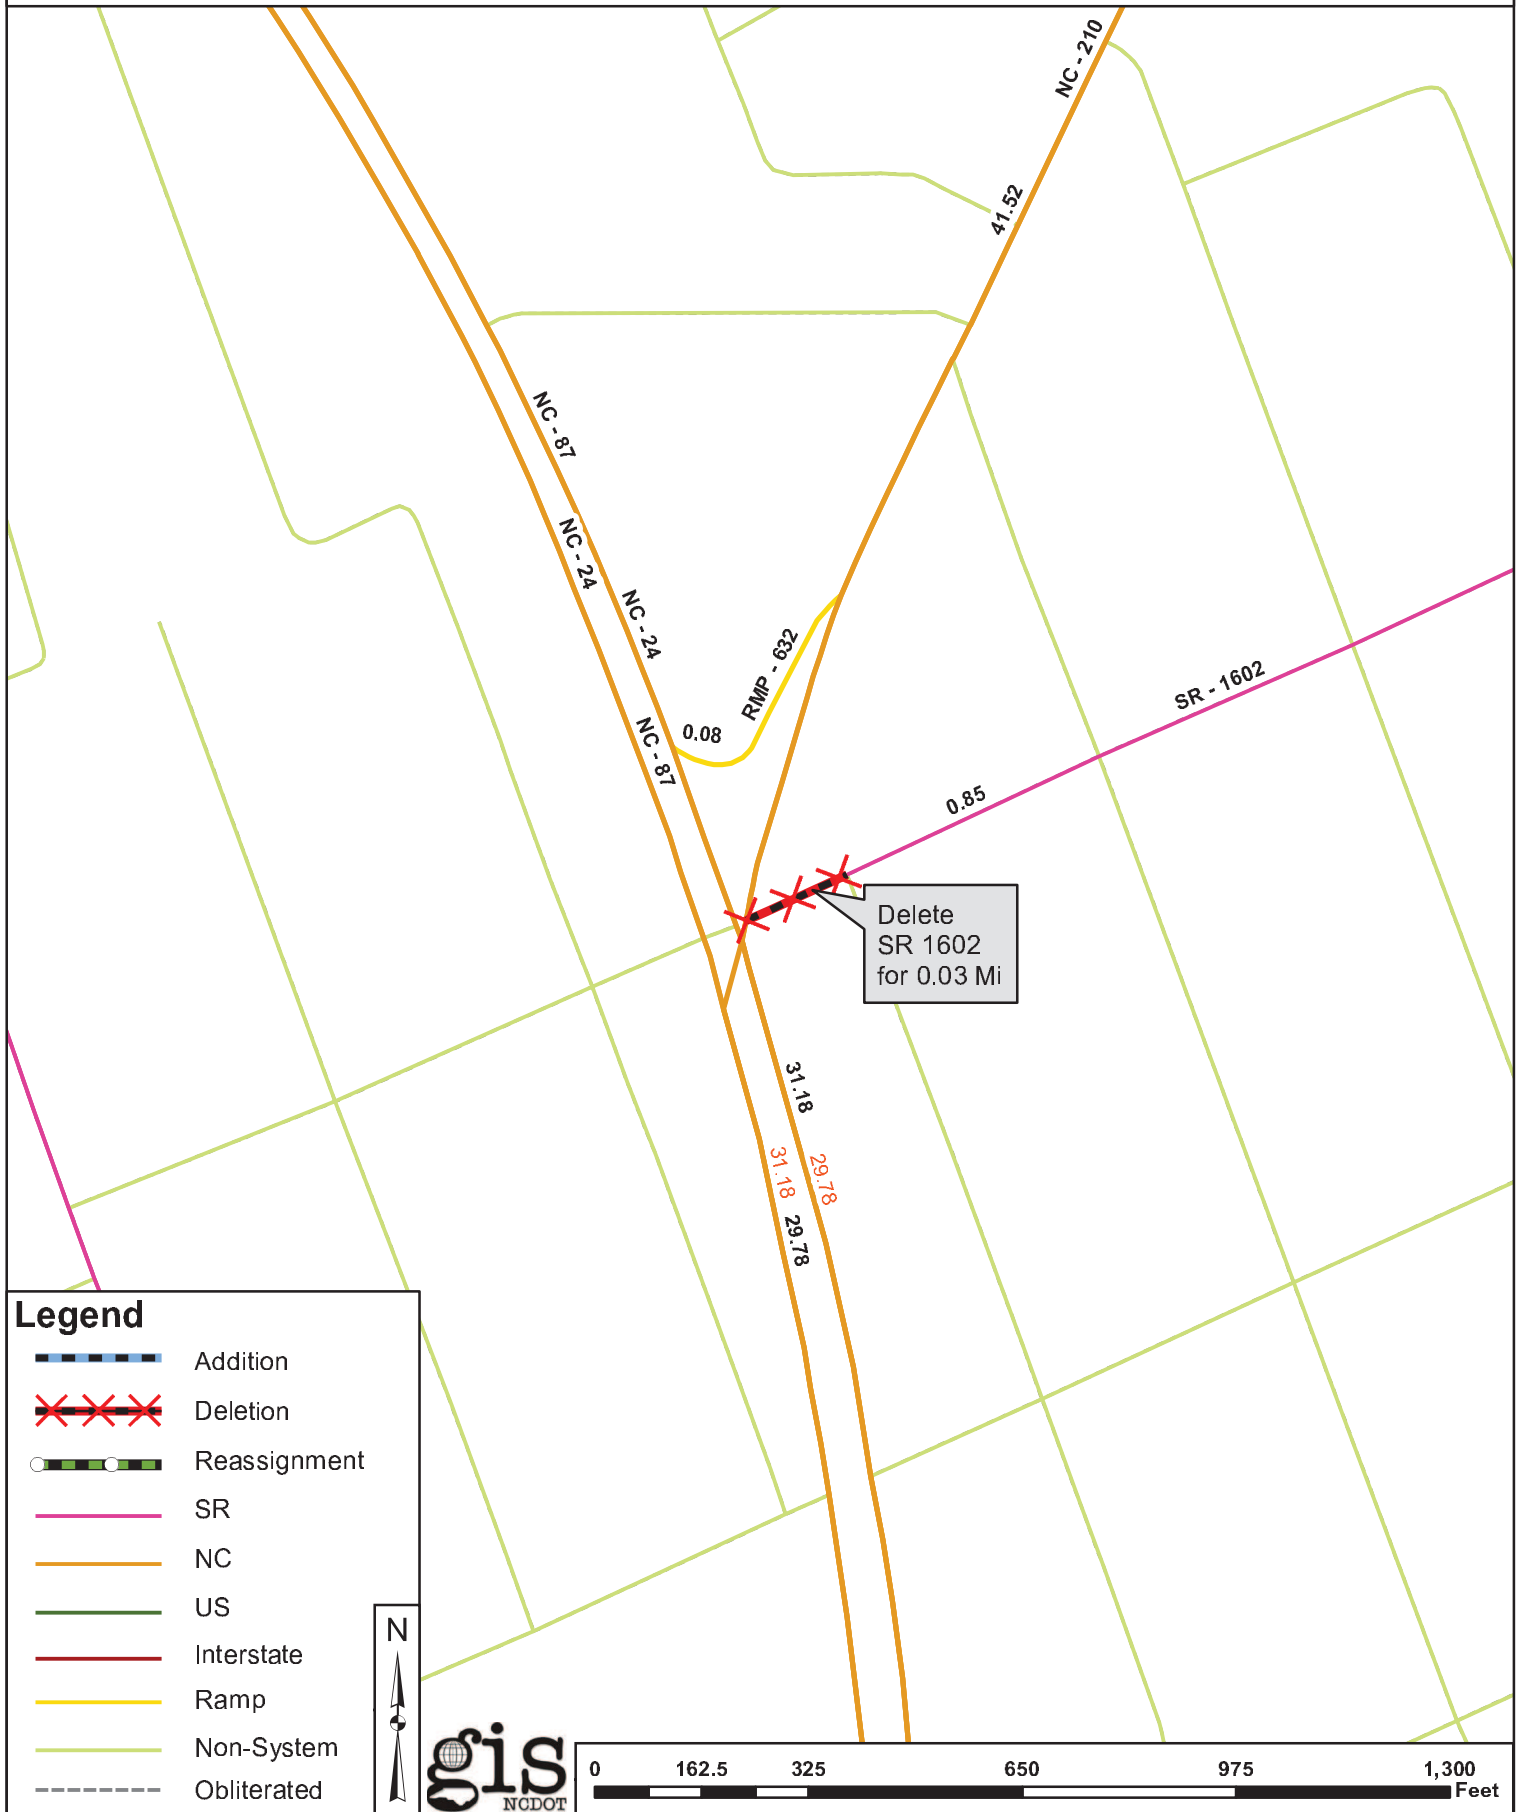 NC - 210
41.52
NC - 87
NC - 24
NC - 24
RMP - 632
SR - 1602
NC - 87
0.08
0.85
Delete
SR 1602
for 0.03 Mi
31.18
31.18
29.78
29.78
Legend
Addition
Deletion
Reassignment
SR
NC
US
Interstate
Ramp
Non-System
Obliterated
N
gis
NCDOT
0 162.5 325 650 975 1,300
Feet